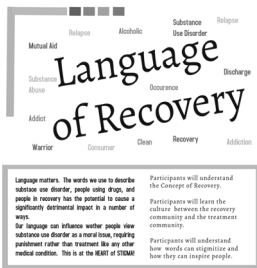 Substance
Use Disorder
Relapse
Relapse
Alcoholic
Mutual Aid
Language
Discharge
Substance
Abuse
Occurence
of Recovery
Addict
Warrior
Consumer
Clean
Recovery
Addiction
Language matters. The words we use to describe
substace use disorder, people using drugs, and
people in recovery has the potential to cause a
significantly detrimental impact in a number of
ways.
Our language can influence wether people view
substance use disorder as a moral issue, requiring
punishment rather than treatment like any other
medical condition. This is at the HEART of STIGMA!
Participants will understand
the Concept of Recovery.
Participants will learn the
culture between the recovery
community and the treatment
community.
Participants will understand
how words can stigmitize and
how they can inspire people.